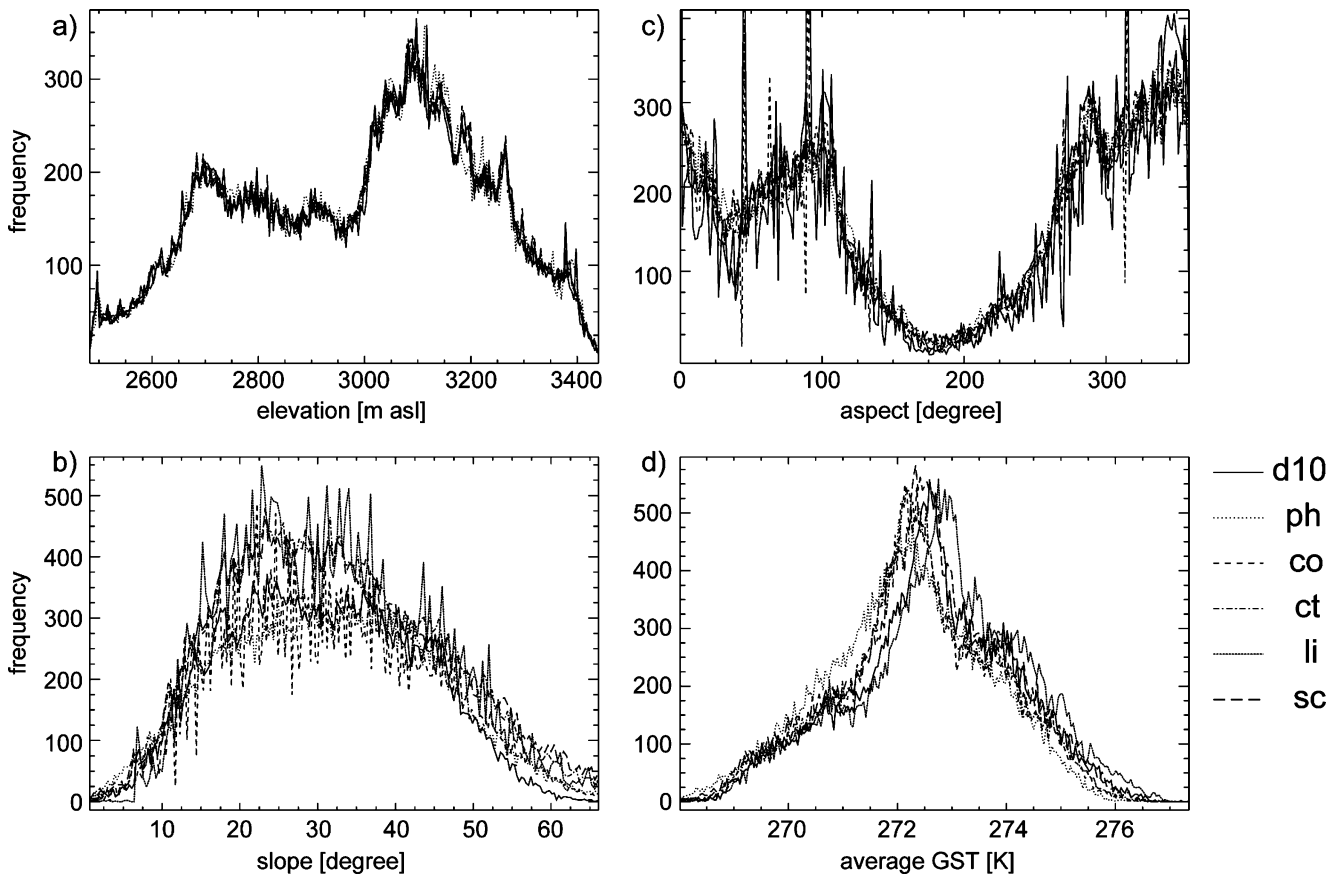 a)
300
200
100
frequency
2600
2800
3000
3200
3400
elevation [m asl]
c)
300
200
100
0
100
200
300
aspect [degree]
b)
500
400
300
200
100
0
frequency
10
20
30
40
50
60
slope [degree]
d)
500
400
300
200
100
0
270
272
274
276
average GST [K]
d10
ph
co
ct
li
sc